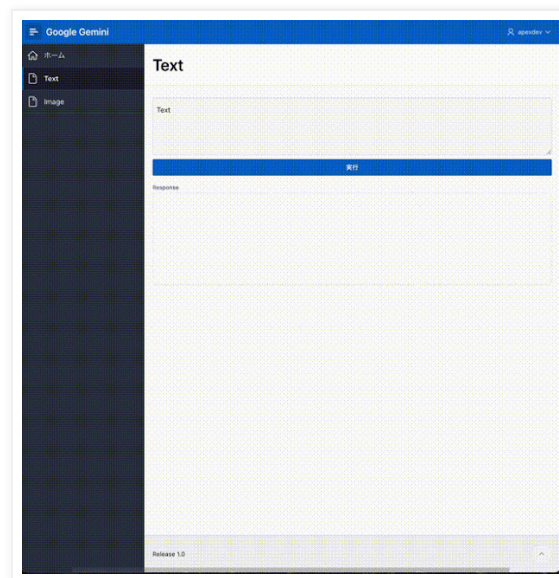 Google Gemini
apexdev
ホーム
Text
Image
Text
Text
実行
Response
Release 1.0